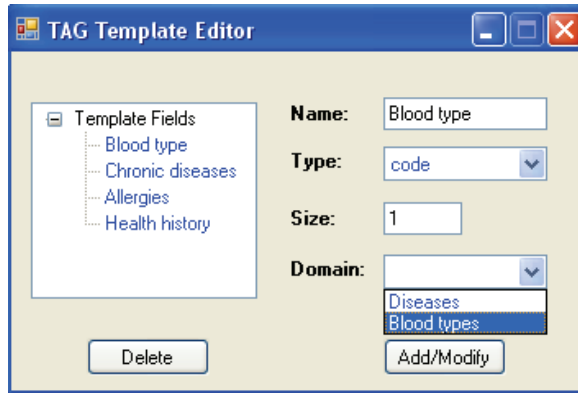 TAG Template Editor
Template Fields
Blood type
Chronic diseases
Allergies
Health history
Name: Blood type
Type: code
Size: 1
Domain:
Diseases
Blood types
Delete
Add/Modify